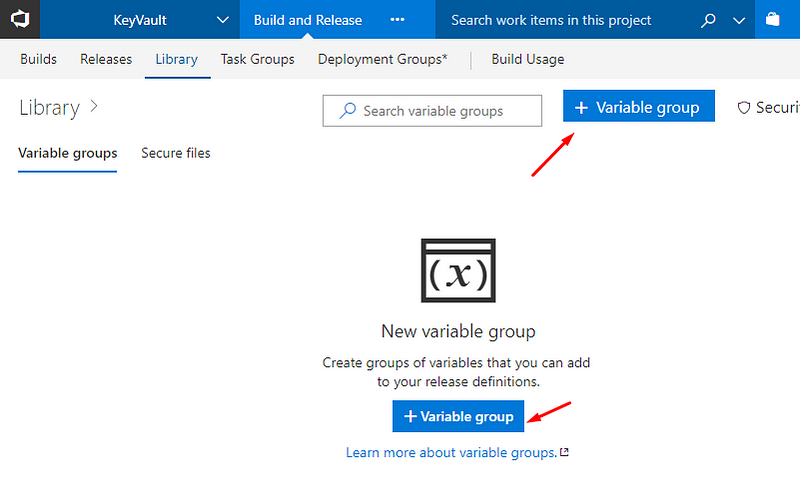 KeyVault Build and Release ··· Search work items in this project
Builds Releases Library Task Groups Deployment Groups* Build Usage
Library > Search variable groups + Variable group Securi
Variable groups Secure files
(x)
New variable group
Create groups of variables that you can add
to your release definitions.
+ Variable group
Learn more about variable groups.